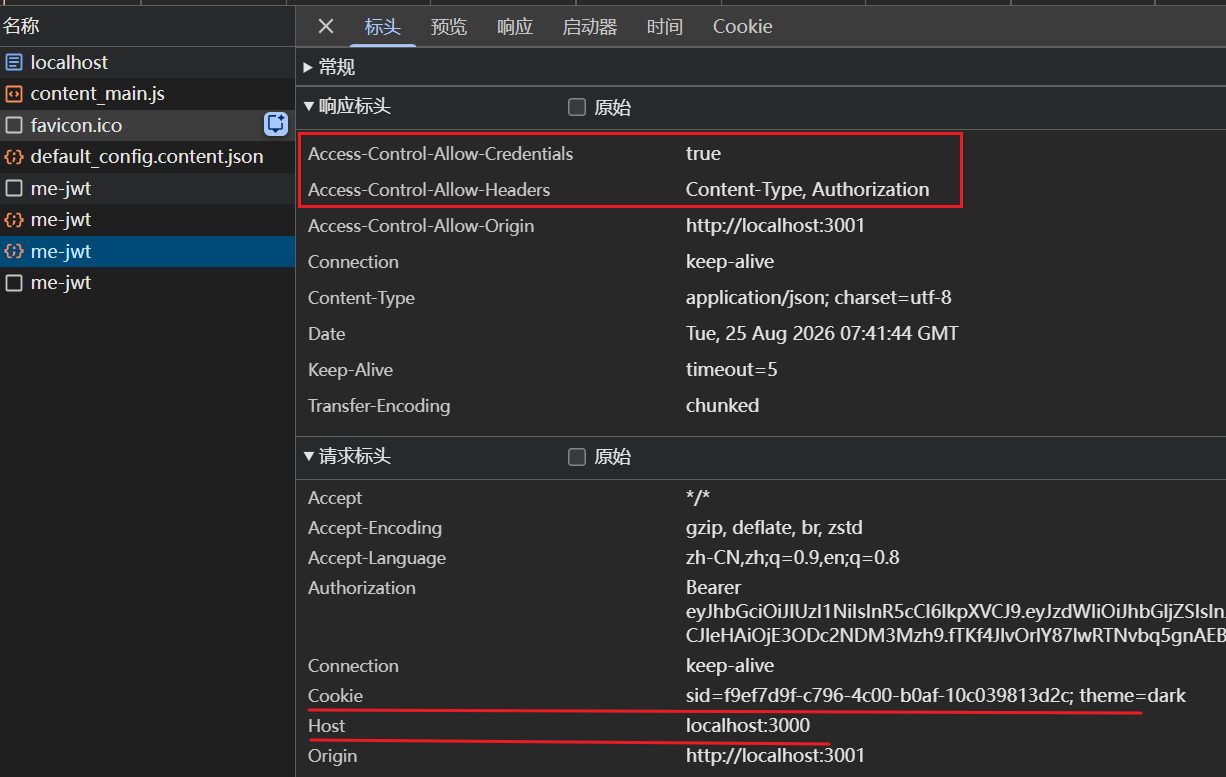 名称
localhost
content_main.js
favicon.ico
default_config.content.json
me-jwt
me-jwt
me-jwt
me-jwt
标头 预览 响应 启动器 时间 Cookie
常规
响应标头 原始
Access-Control-Allow-Credentials true
Access-Control-Allow-Headers Content-Type, Authorization
Access-Control-Allow-Origin http://localhost:3001
Connection keep-alive
Content-Type application/json; charset=utf-8
Date Tue, 25 Aug 2026 07:41:44 GMT
Keep-Alive timeout=5
Transfer-Encoding chunked
请求标头 原始
Accept */*
Accept-Encoding gzip, deflate, br, zstd
Accept-Language zh-CN,zh;q=0.9,en;q=0.8
Authorization Bearer
Connection keep-alive
Cookie sid=f9ef7d9f-c796-4c00-b0af-10c039813d2c; theme=dark
Host localhost:3000
Origin http://localhost:3001